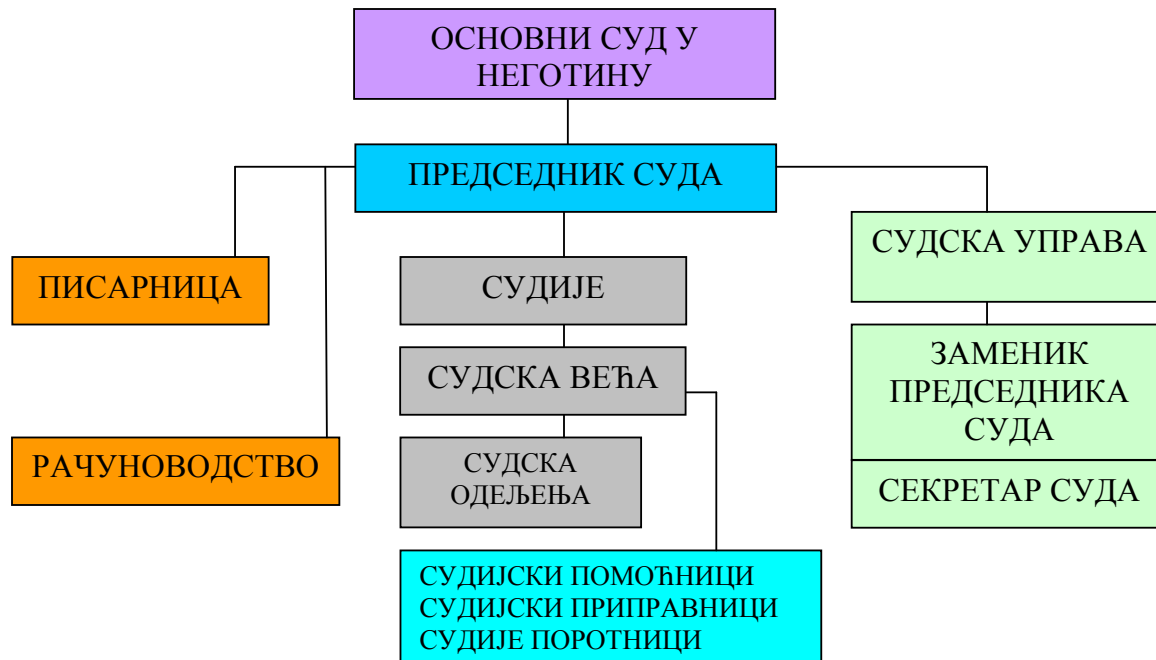 ОСНОВНИ СУД У
НЕГОТИНУ
ПРЕДСЕДНИК СУДА
ПИСАРНИЦА
СУДИЈЕ
СУДСКА УПРАВА
СУДСКА ВЕЋА
ЗАМЕНИК
ПРЕДСЕДНИКА
СУДА
РАЧУНОВОДСТВО
СУДСКА
ОДЕЉЕЊА
СЕКРЕТАР СУДА
СУДИЈСКИ ПОМОЋНИЦИ
СУДИЈСКИ ПРИПРАВНИЦИ
СУДИЈЕ ПОРОТНИЦИ